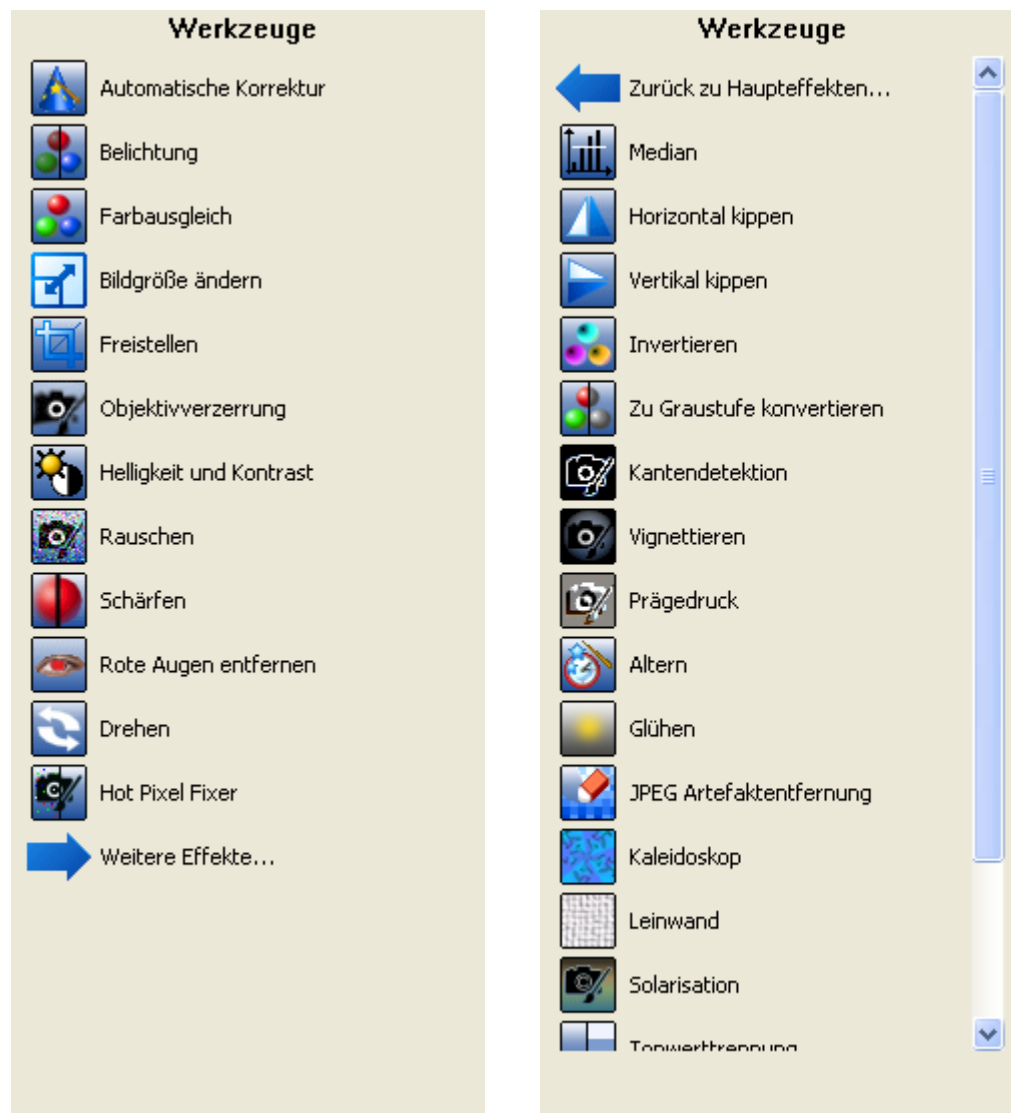 Werkzeuge
Automatische Korrektur
Belichtung
Farbausgleich
Bildgröße ändern
Freistellen
Objektivverzerrung
Helligkeit und Kontrast
Rauschen
Schärfen
Rote Augen entfernen
Drehen
Hot Pixel Fixer
Weitere Effekte...
Werkzeuge
Zurück zu Haupteffekten...
Median
Horizontal kippen
Vertikal kippen
Invertieren
Zu Graustufe konvertieren
Kantendetektion
Vignettieren
Prägedruck
Altern
Glühen
JPEG Artefaktentfernung
Kaleidoskop
Leinwand
Solarisation
Tonwerttrennung